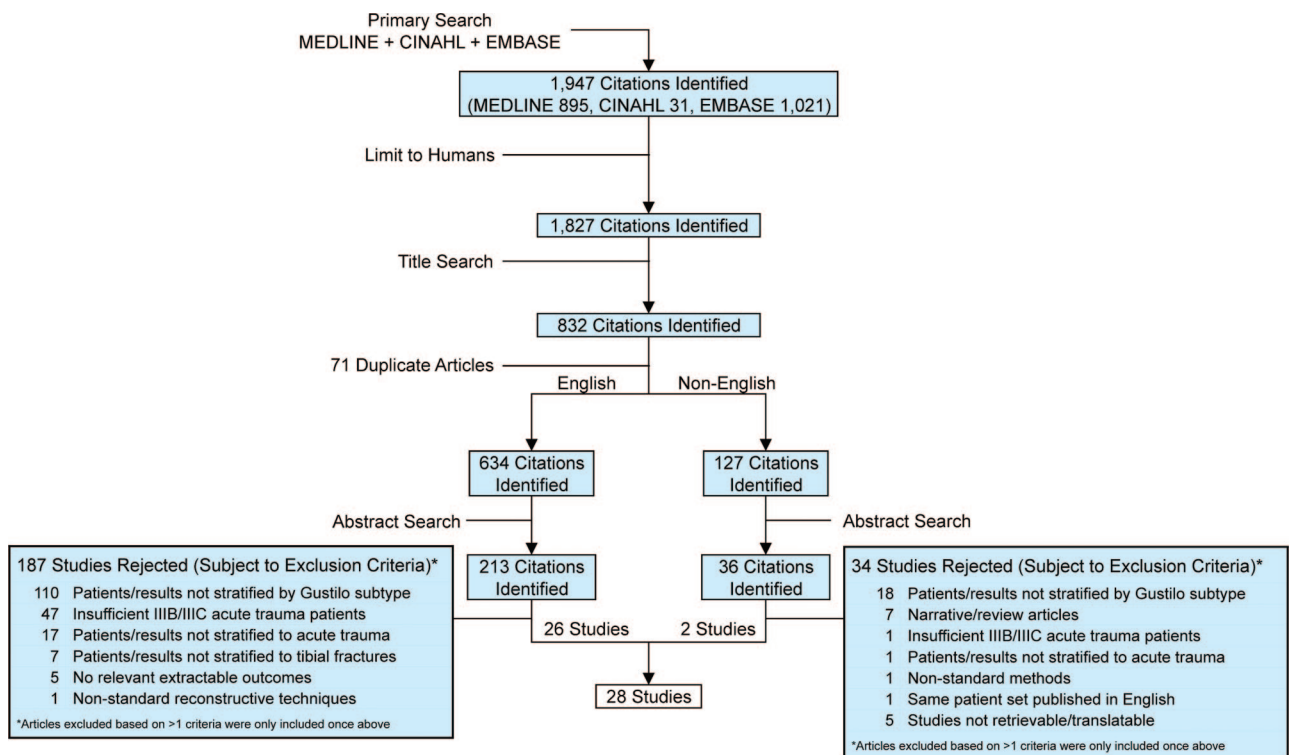 Primary Search
MEDLINE + CINAHL + EMBASE
1,947 Citations Identified
(MEDLINE 895, CINAHL 31, EMBASE 1,021)
Limit to Humans
1,827 Citations Identified
Title Search
832 Citations Identified
71 Duplicate Articles
English
Non-English
634 Citations
Identified
127 Citations
Identified
Abstract Search
Abstract Search
213 Citations
Identified
36 Citations
Identified
187 Studies Rejected (Subject to Exclusion Criteria)*
110 Patients/results not stratified by Gustilo subtype
47 Insufficient IIIB/IIIC acute trauma patients
17 Patients/results not stratified to acute trauma
7 Patients/results not stratified to tibial fractures
5 No relevant extractable outcomes
1 Non-standard reconstructive techniques
*Articles excluded based on >1 criteria were only included once above
34 Studies Rejected (Subject to Exclusion Criteria)*
18 Patients/results not stratified by Gustilo subtype
7 Narrative/review articles
1 Insufficient IIIB/IIIC acute trauma patients
1 Patients/results not stratified to acute trauma
1 Non-standard methods
1 Same patient set published in English
5 Studies not retrievable/translatable
*Articles excluded based on >1 criteria were only included once above
26 Studies
2 Studies
28 Studies